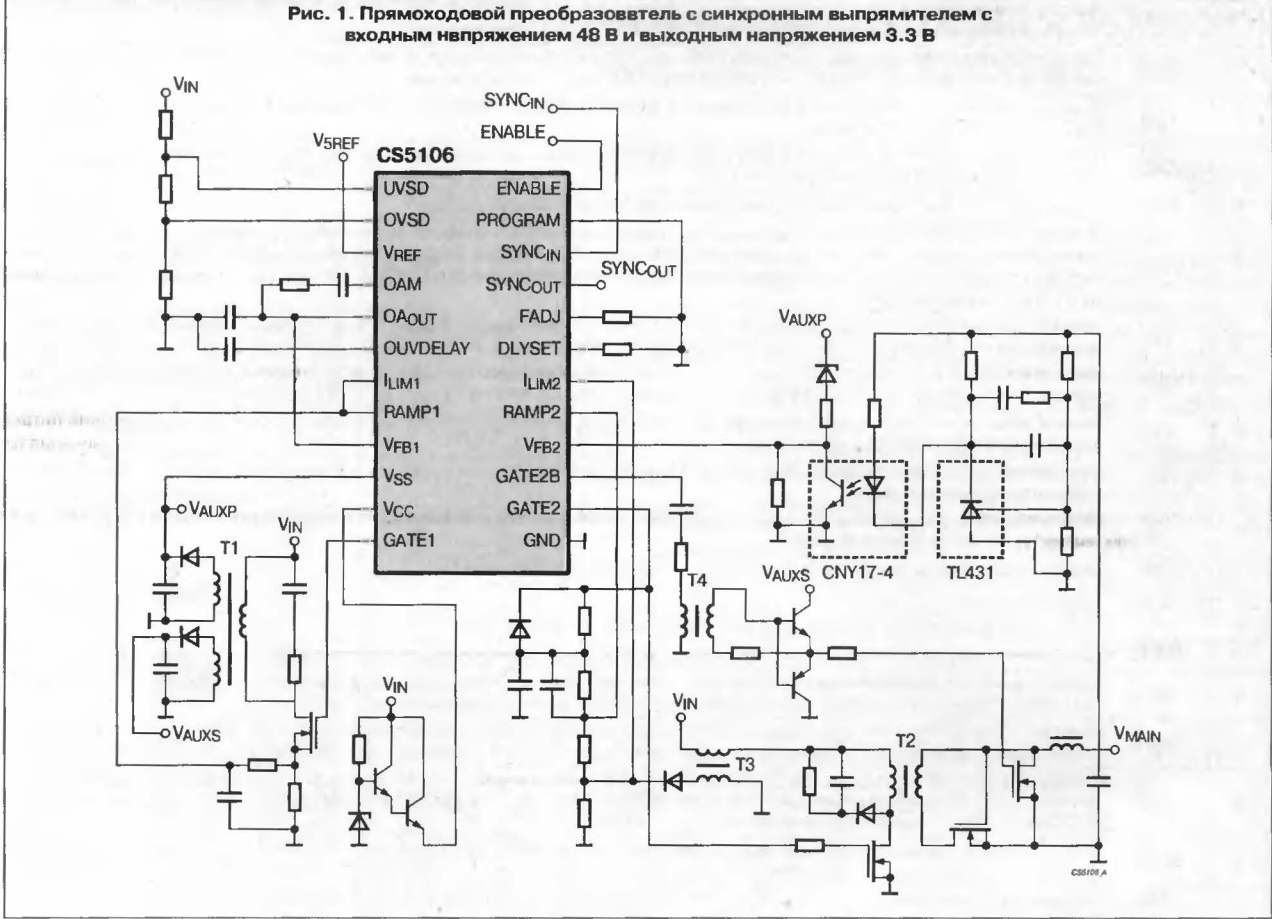 Рис. 1. Прямоходовой преобразоввтель с синхронным выпрямителем с
входным нвпряжением 48 В и выходным напряжением 3.3 В
VIN
SYNCIN
ENABLE
V5REF
CS5106
UVSD
ENABLE
OVSD
PROGRAM
VREF
SYNCIN
OAM
SYNCOUT
SYNCOUT
OAOUT
FADJ
OUVDELAY
DLYSET
ILIM1
ILIM2
RAMP1
RAMP2
VFB1
VFB2
VSS
GATE2B
VCC
GATE2
GATE1
GND
VAUXP
CNY17-4
TL431
VAUXP
T1
VIN
VAUXS
VIN
T4
VAUXS
VIN
T3
T2
VMAIN
CS5106_A